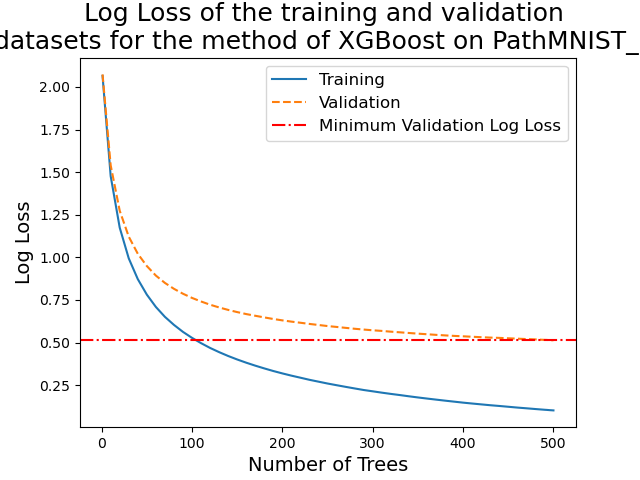 Log Loss of the training and validation
datasets for the method of XGBoost on PathMNIST_
Training
Validation
Minimum Validation Log Loss
Log Loss
2.00
1.75
1.50
1.25
1.00
0.75
0.50
0.25
0 100 200 300 400 500
Number of Trees